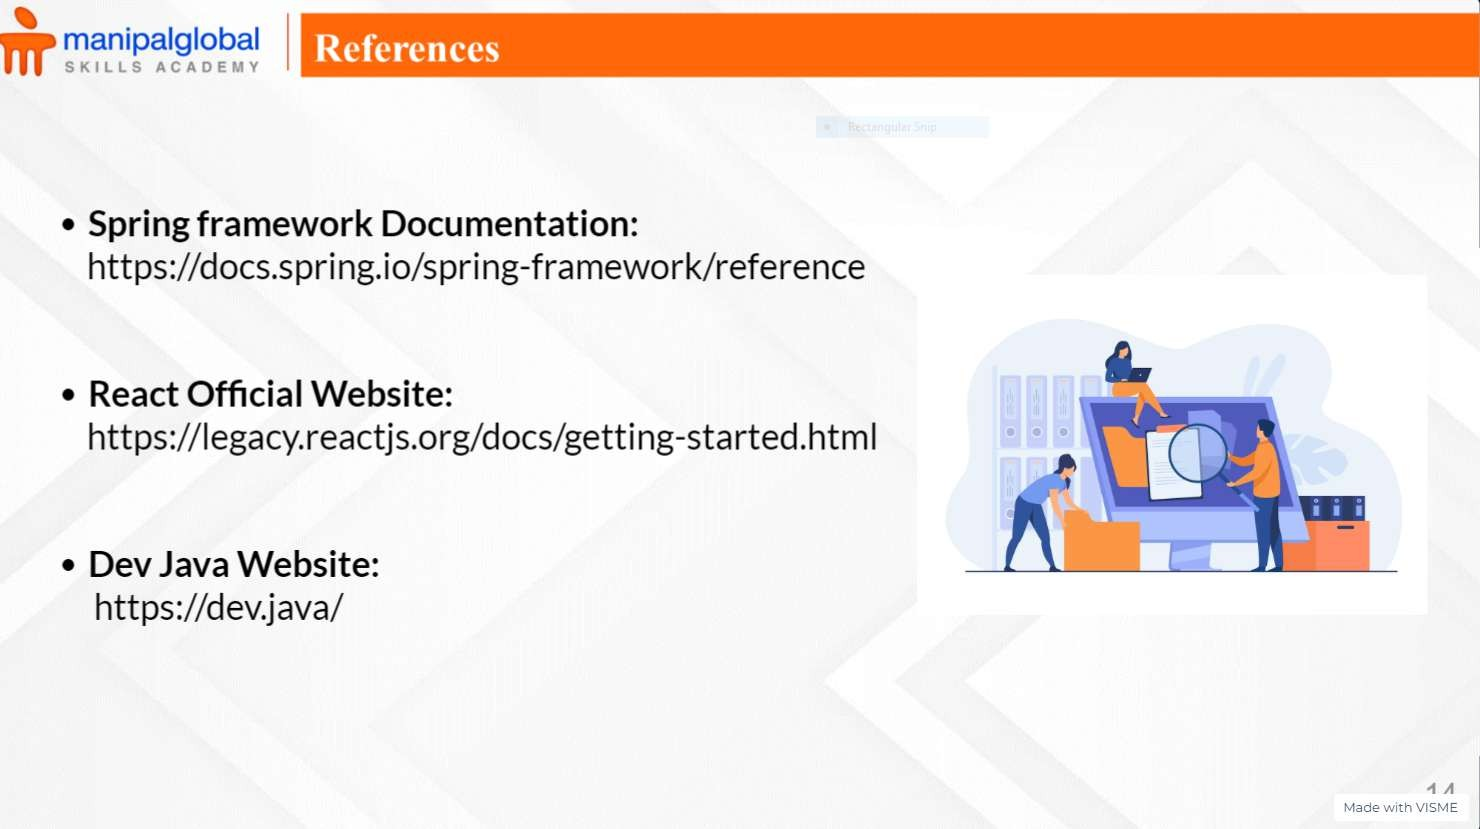 manipalglobal
SKILLS ACADEMY
References
Rectangular Snip
• Spring framework Documentation:
https://docs.spring.io/spring-framework/reference
• React Official Website:
https://legacy.reactjs.org/docs/getting-started.html
• Dev Java Website:
https://dev.java/
14
Made with VISME